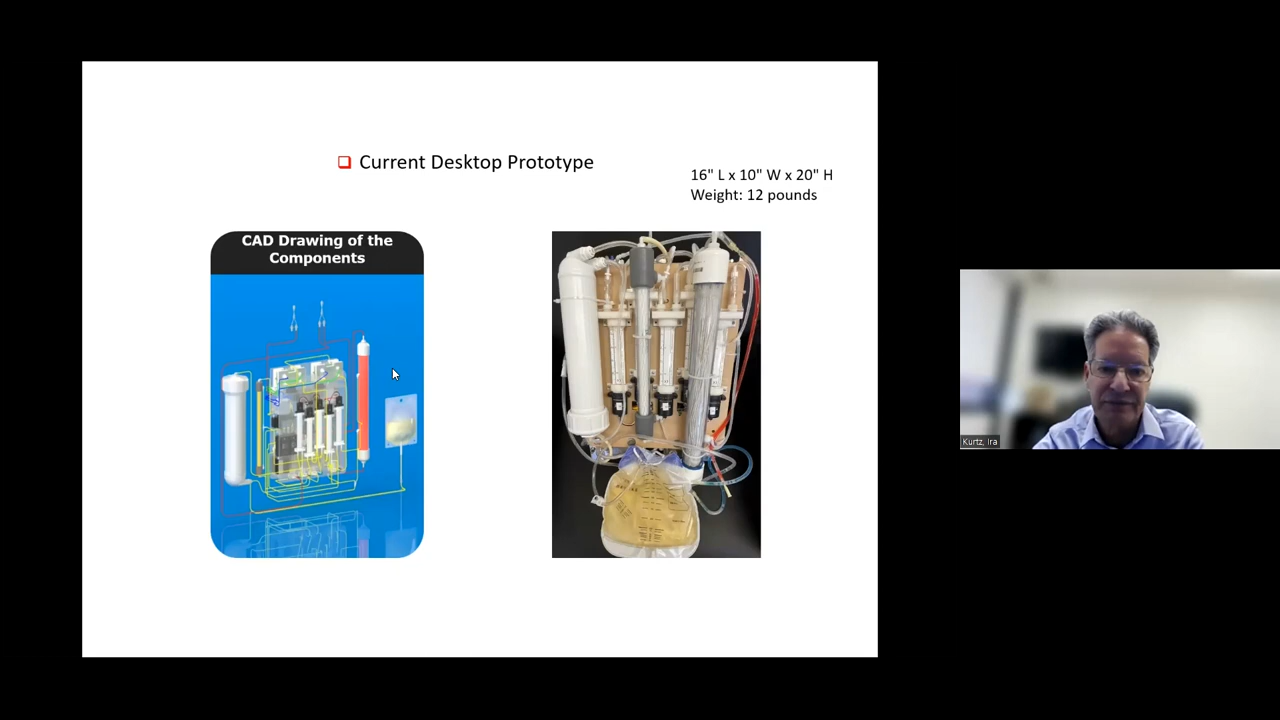 Current Desktop Prototype
16" L x 10" W x 20" H
Weight: 12 pounds
CAD Drawing of the
Components
Kurtz, Ira